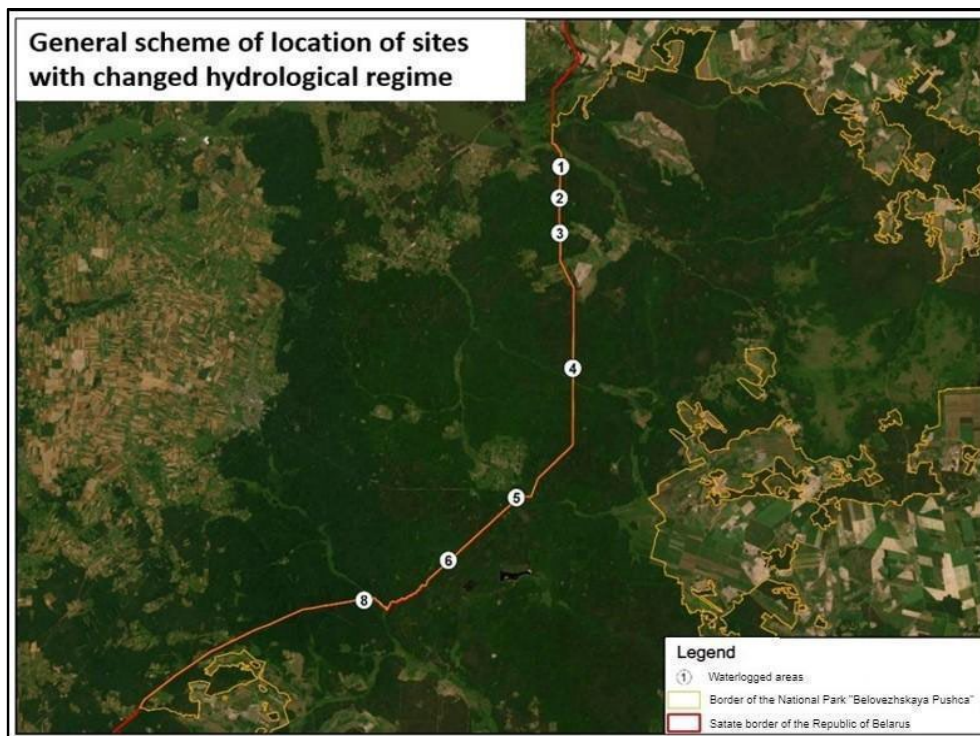 General scheme of location of sites
with changed hydrological regime
1
2
3
4
5
6
8
Legend
1 Waterlogged areas
Border of the National Park "Belovezhskaya Pushca"
Satate border of the Republic of Belarus